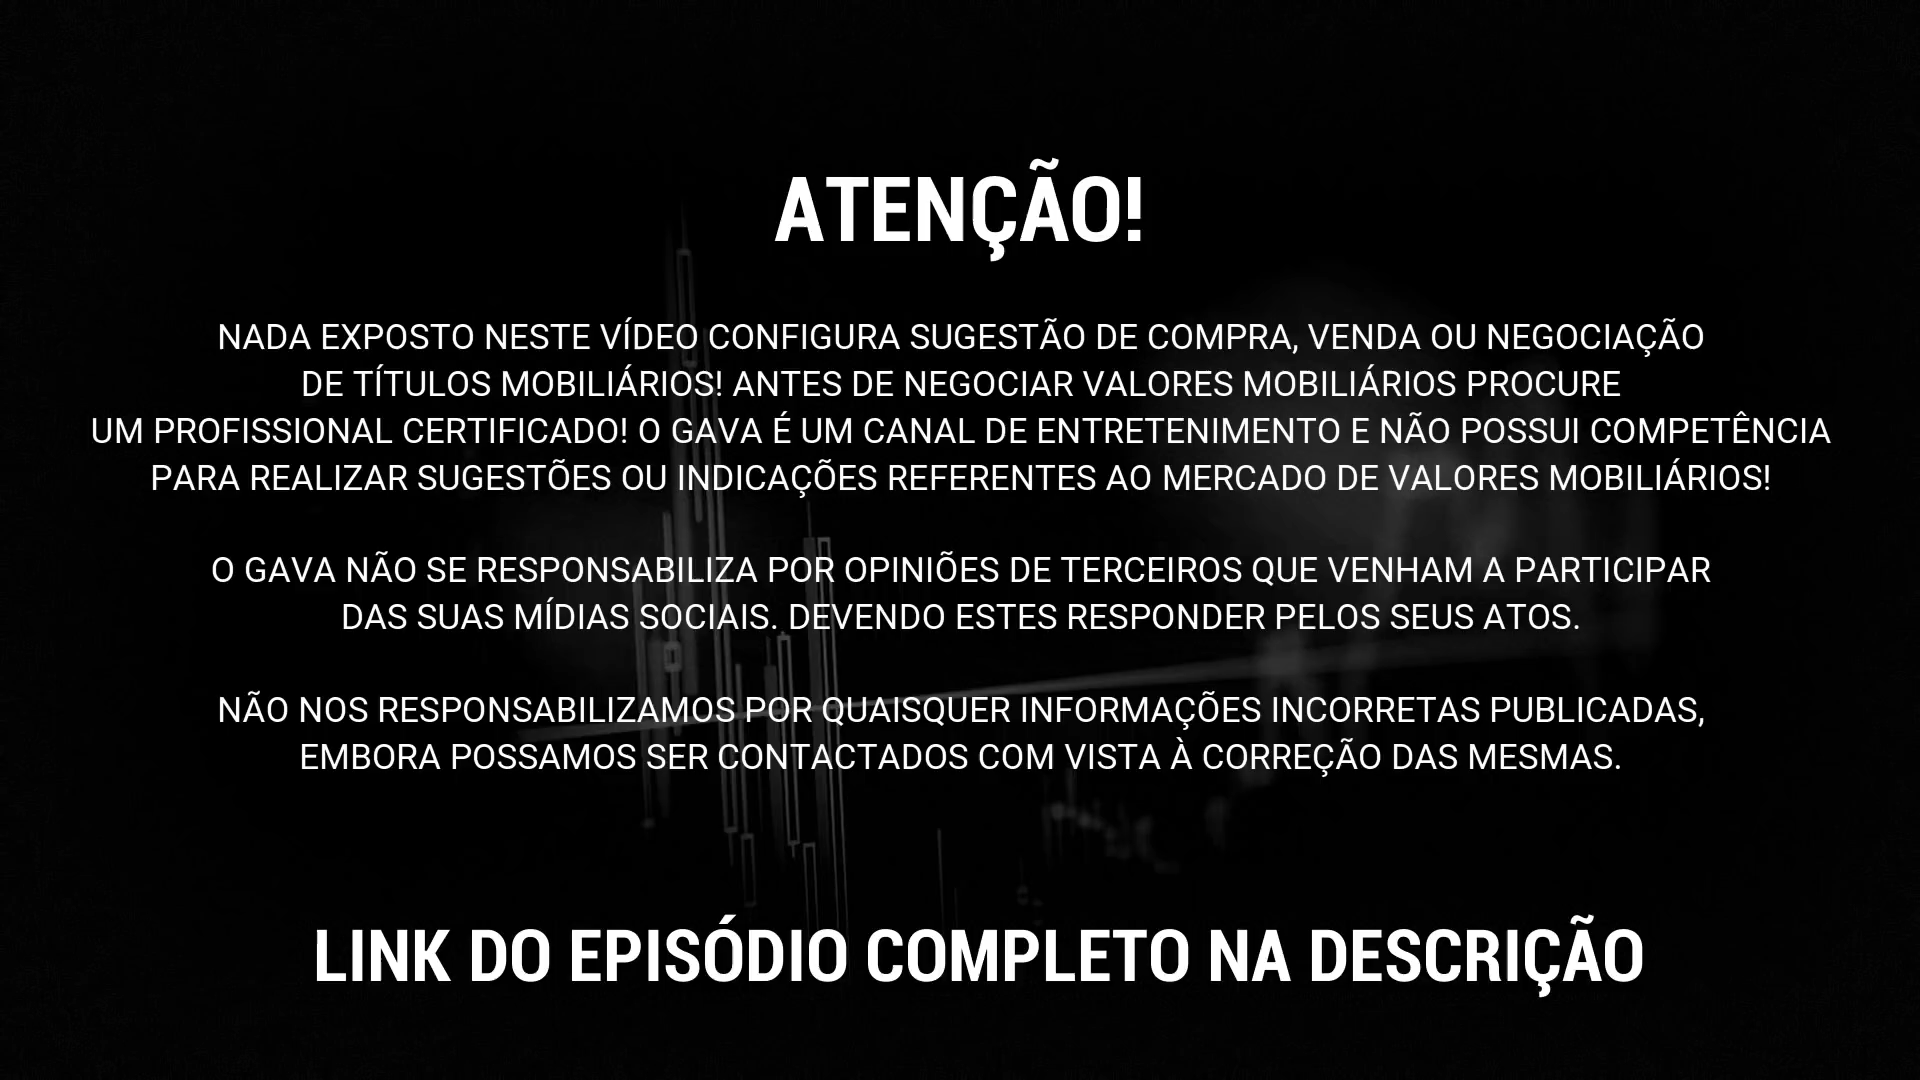 ATENÇÃO!
NADA EXPOSTO NESTE VÍDEO CONFIGURA SUGESTÃO DE COMPRA, VENDA OU NEGOCIAÇÃO
DE TÍTULOS MOBILIÁRIOS! ANTES DE NEGOCIAR VALORES MOBILIÁRIOS PROCURE
UM PROFISSIONAL CERTIFICADO! O GAVA É UM CANAL DE ENTRETENIMENTO E NÃO POSSUI COMPETÊNCIA
PARA REALIZAR SUGESTÕES OU INDICAÇÕES REFERENTES AO MERCADO DE VALORES MOBILIÁRIOS!
O GAVA NÃO SE RESPONSABILIZA POR OPINIÕES DE TERCEIROS QUE VENHAM A PARTICIPAR
DAS SUAS MÍDIAS SOCIAIS. DEVENDO ESTES RESPONDER PELOS SEUS ATOS.
NÃO NOS RESPONSABILIZAMOS POR QUAISQUER INFORMAÇÕES INCORRETAS PUBLICADAS,
EMBORA POSSAMOS SER CONTACTADOS COM VISTA À CORREÇÃO DAS MESMAS.
LINK DO EPISÓDIO COMPLETO NA DESCRIÇÃO